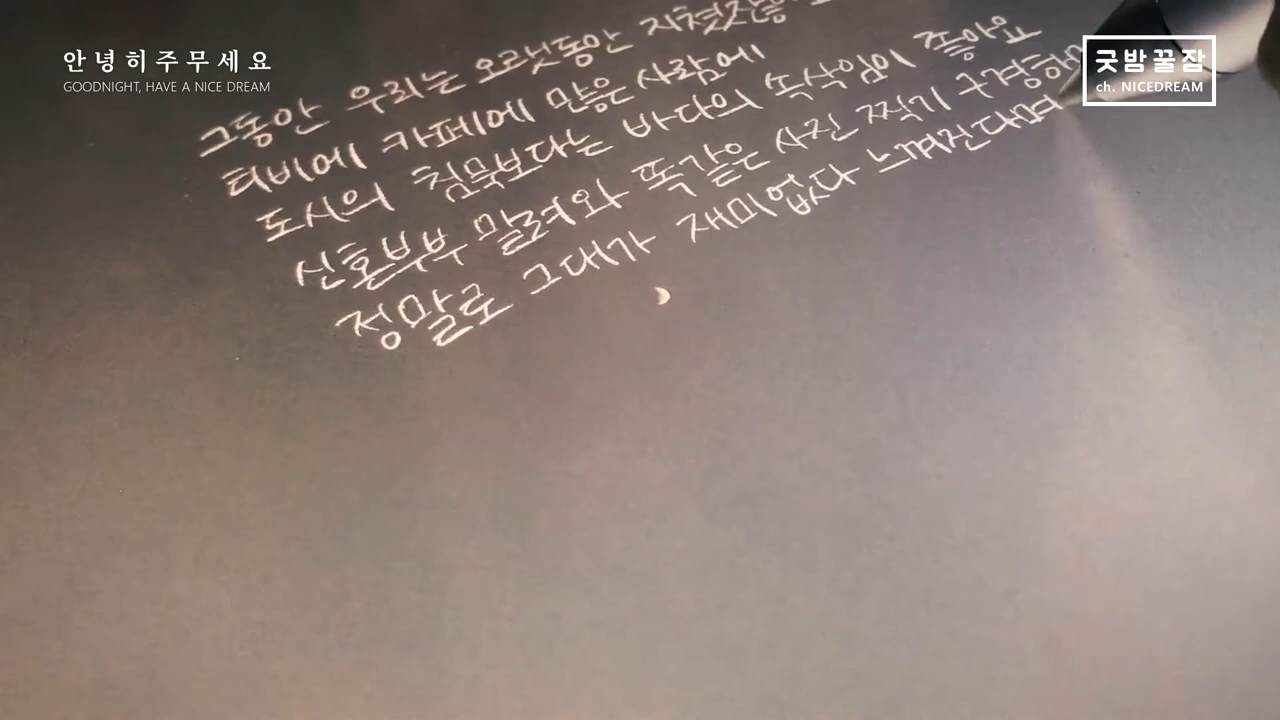 안녕히주무세요
GOODNIGHT, HAVE A NICE DREAM
굿밤꿀잠
ch. NICEDREAM
그동안 우리는 오랫동안 지쳤잖
티비에 카페에 많은 사람에
도시의 침묵보다는 바다의 속삭임이 좋아요
신혼부부 밀려와 똑같은 사진 찍기 구경하며
정말로 그대가 재미없다 느껴진다며